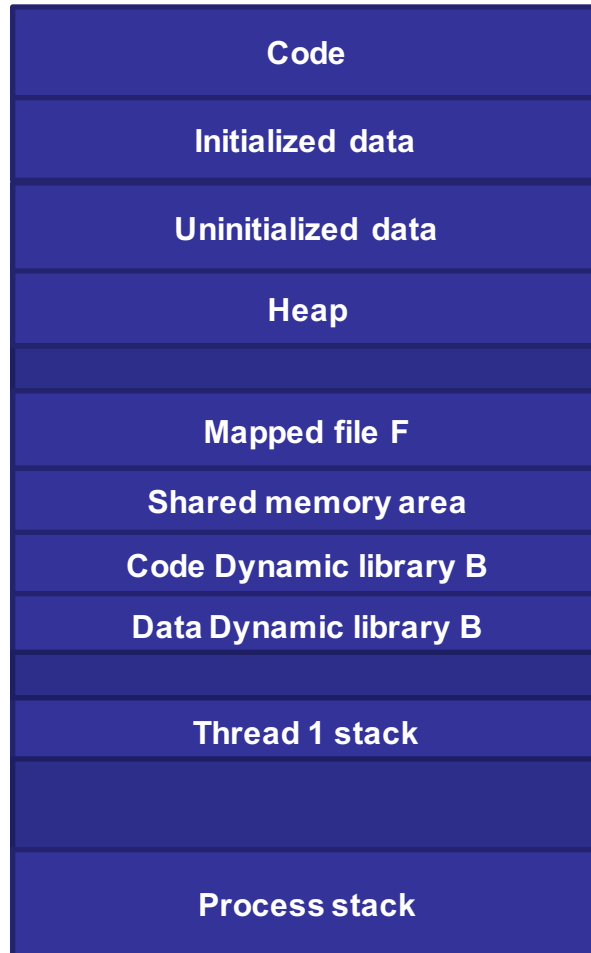 Code
Initialized data
Uninitialized data
Heap
Mapped file F
Shared memory area
Code Dynamic library B
Data Dynamic library B
Thread 1 stack
Process stack